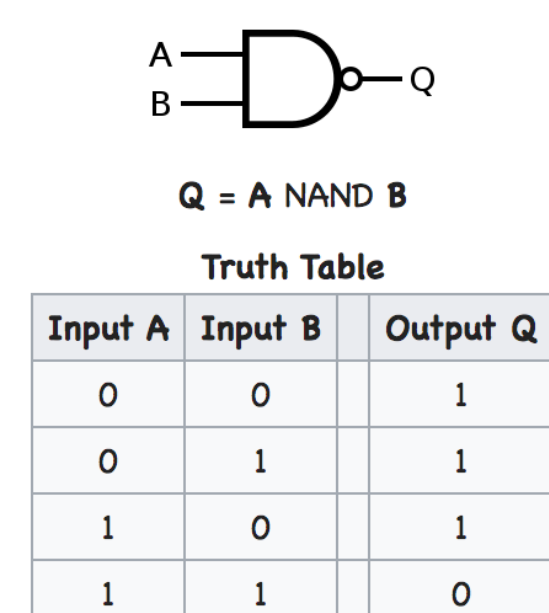 A
B
Q
Q = A NAND B
Truth Table
Input A Input B Output Q
0 0 1
0 1 1
1 0 1
1 1 0